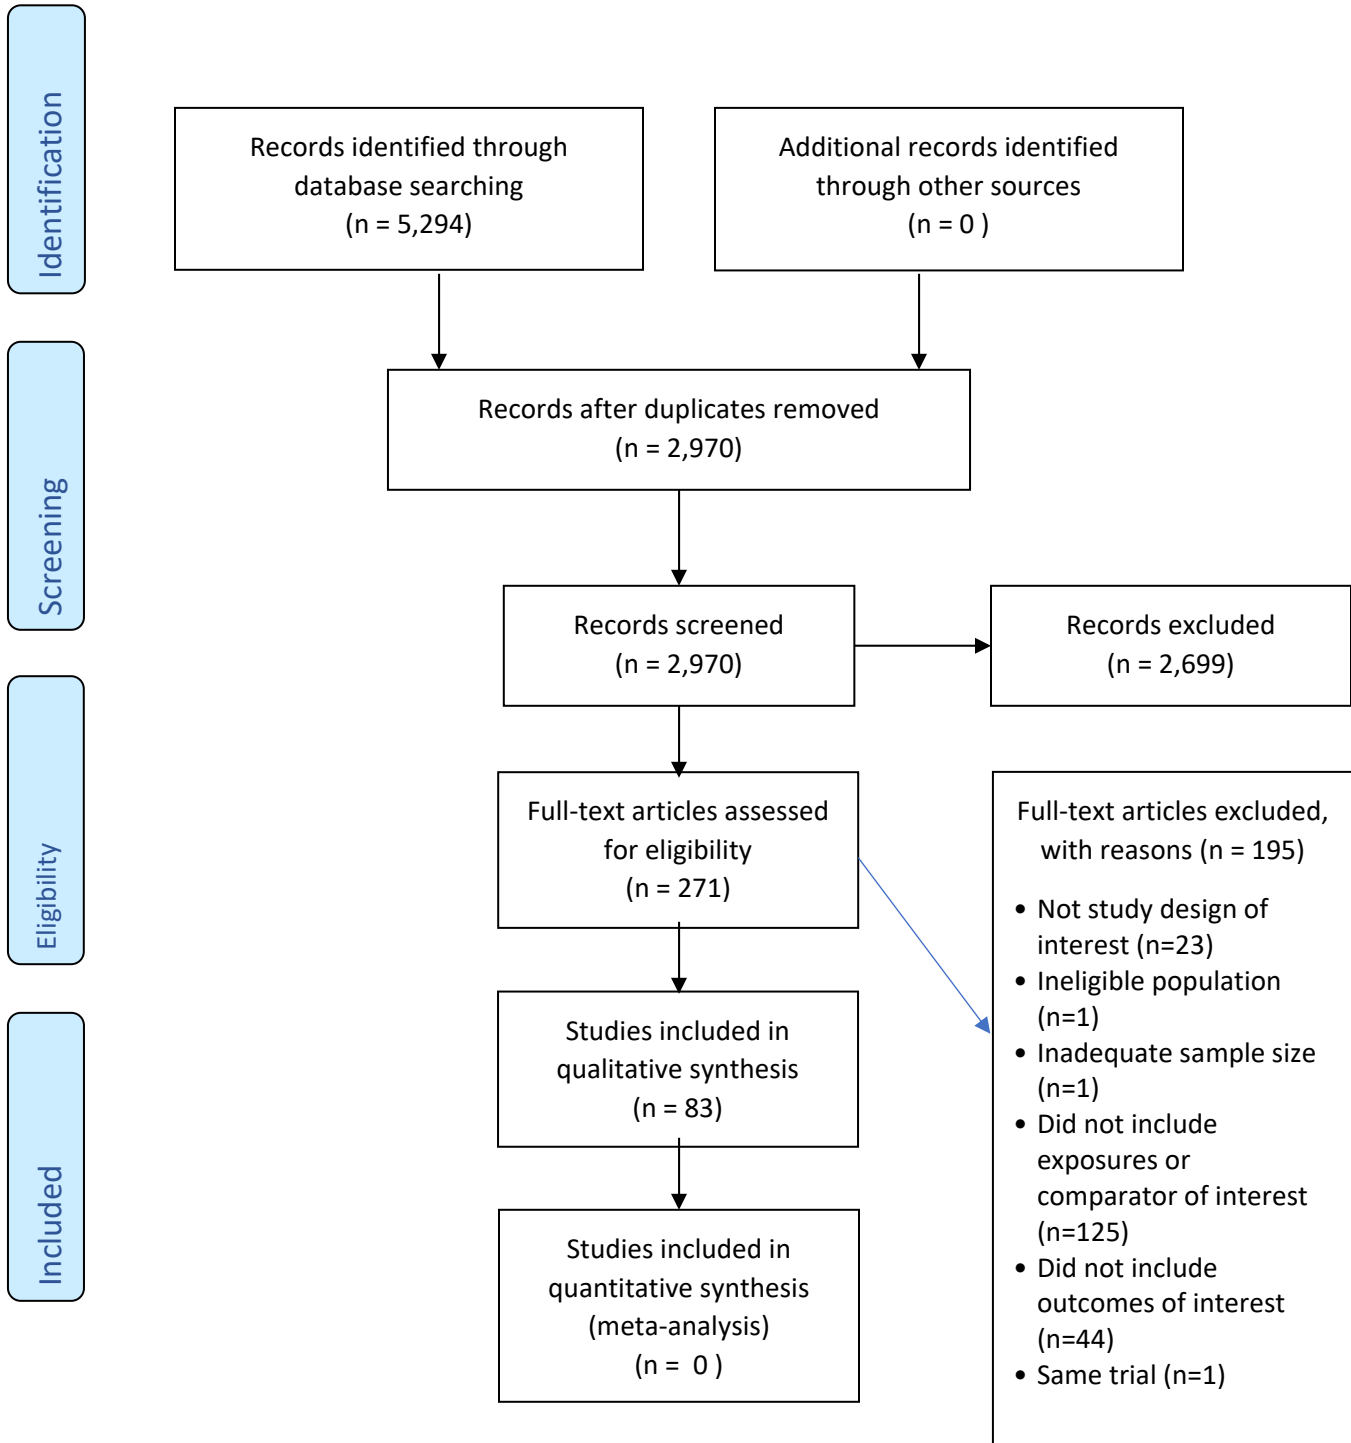 Identification
Records identified through
database searching
(n = 5,294)
Additional records identified
through other sources
(n = 0 )
Screening
Records after duplicates removed
(n = 2,970)
Records screened
(n = 2,970)
Records excluded
(n = 2,699)
Eligibility
Full-text articles assessed
for eligibility
(n = 271)
Full-text articles excluded,
with reasons (n = 195)
• Not study design of
interest (n=23)
• Ineligible population
(n=1)
• Inadequate sample size
(n=1)
• Did not include
exposures or
comparator of interest
(n=125)
• Did not include
outcomes of interest
(n=44)
• Same trial (n=1)
Included
Studies included in
qualitative synthesis
(n = 83)
Studies included in
quantitative synthesis
(meta-analysis)
(n =  0 )